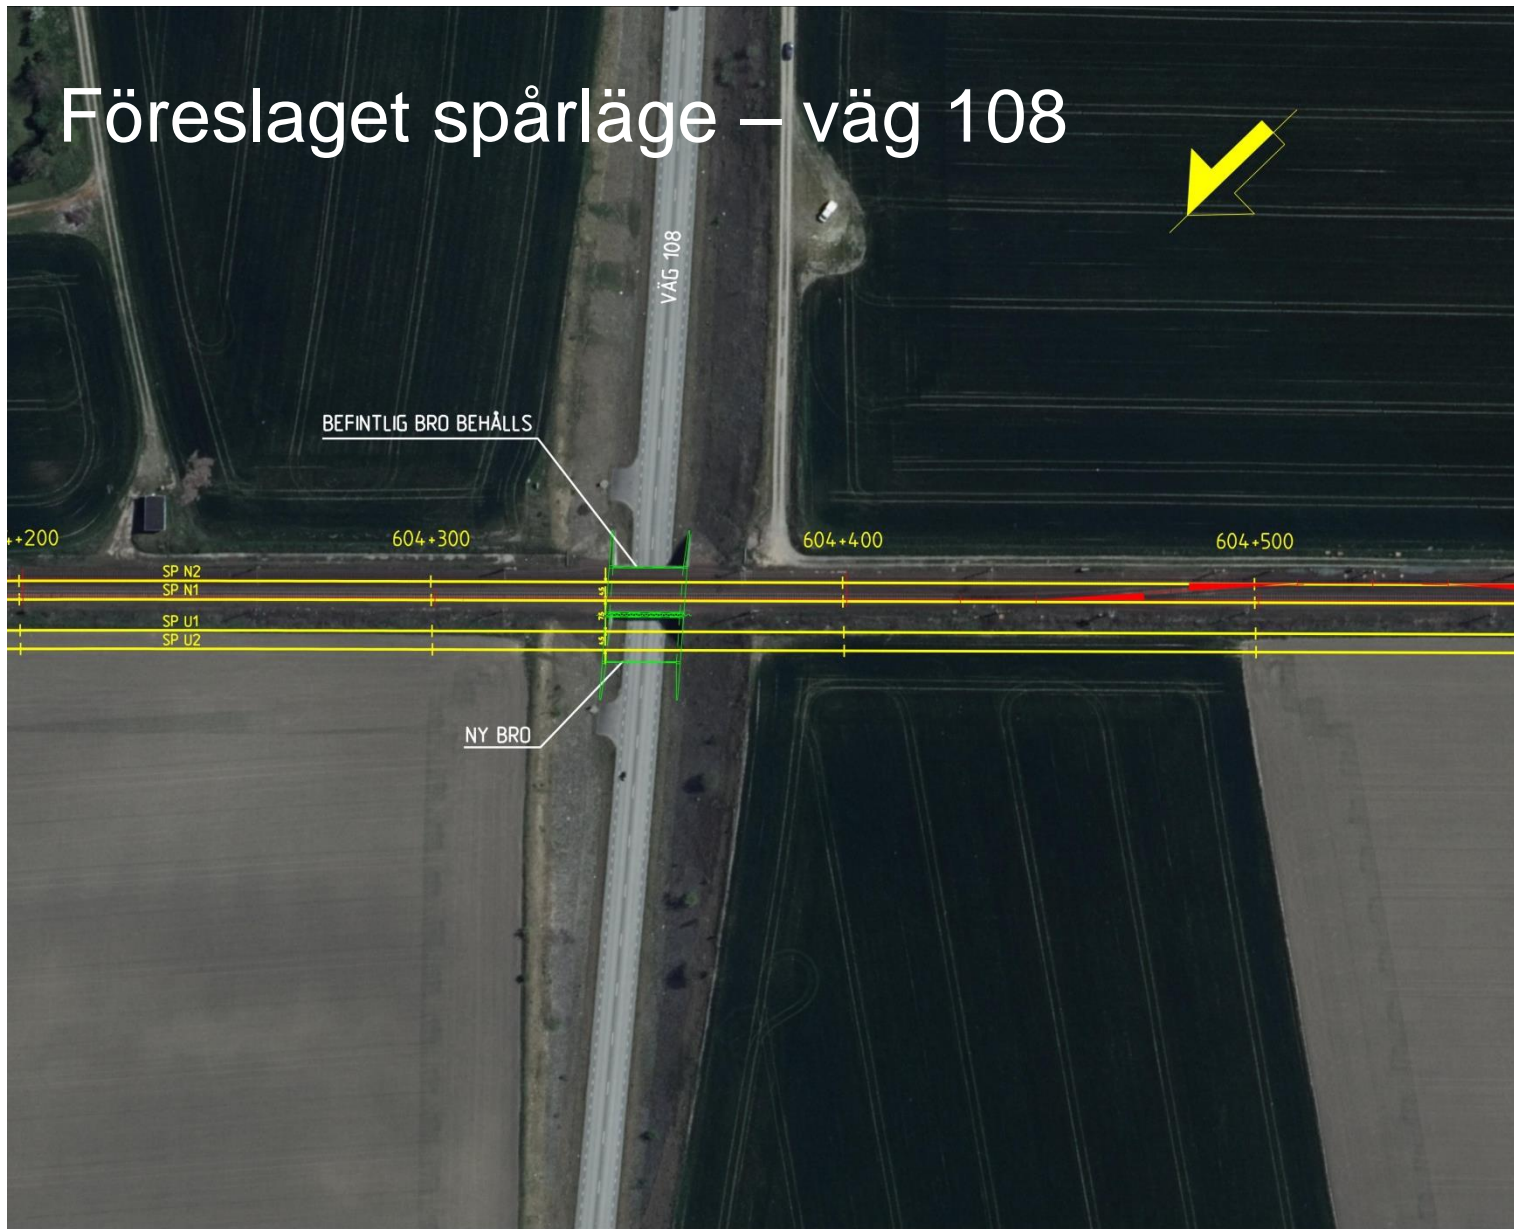 Föreslaget spårläge – väg 108
VÄG 108
BEFINTLIG BRO BEHÅLLS
604+300
604+400
604+500
SP N2
SP N1
SP U1
SP U2
NY BRO